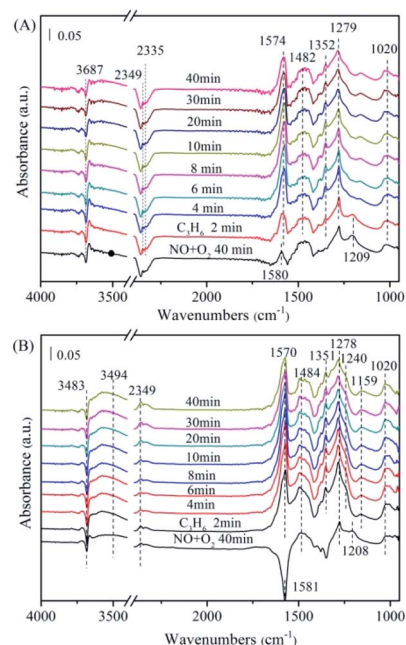 (A)
0.05
3687
2349
2335
1574
1482
1352
1279
1020
40min
30min
20min
10min
8 min
6 min
4 min
C₃H₆ 2 min
NO+O₂ 40 min
1580
1209
Absorbance (a.u.)
4000 3500 2000 1500 1000
Wavenumbers (cm⁻¹)
(B)
0.05
3483
3494
2349
1570
1484
1351
1278
1240
1159
1020
40min
30min
20min
10min
8min
6min
4min
C₃H₆ 2min
NO+O₂ 40min
1581
1208
Absorbance (a.u.)
4000 3500 2000 1500 1000
Wavenumbers (cm⁻¹)